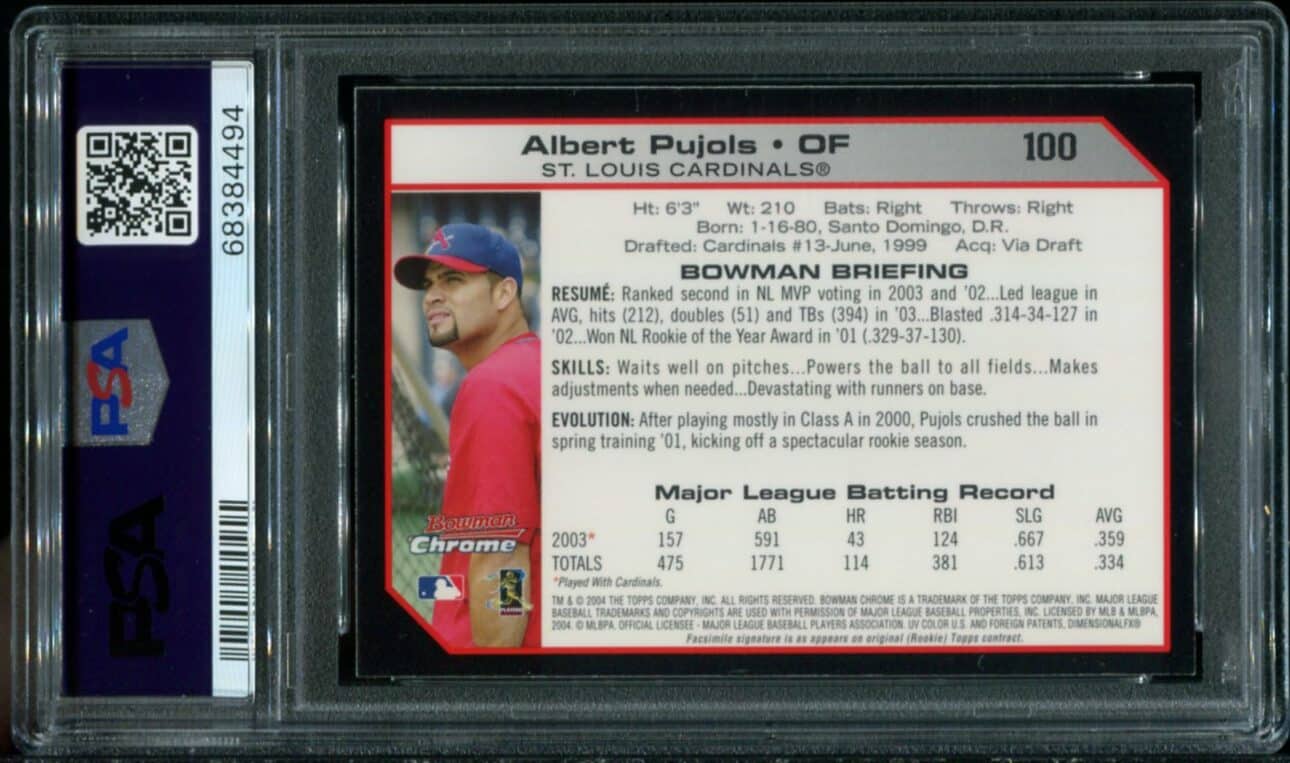 68384494
PSA
PSA
Albert Pujols • OF
100
ST. LOUIS CARDINALS®
Ht: 6'3" Wt: 210 Bats: Right Throws: Right
Born: 1-16-80, Santo Domingo, D.R.
Drafted: Cardinals #13-June, 1999 Acq: Via Draft
BOWMAN BRIEFING
RESUMÉ: Ranked second in NL MVP voting in 2003 and '02...Led league in
AVG, hits (212), doubles (51) and TBs (394) in '03...Blasted .314-34-127 in
'02...Won NL Rookie of the Year Award in '01 (.329-37-130).
SKILLS: Waits well on pitches...Powers the ball to all fields...Makes
adjustments when needed...Devastating with runners on base.
EVOLUTION: After playing mostly in Class A in 2000, Pujols crushed the ball in
spring training '01, kicking off a spectacular rookie season.
Major League Batting Record
G AB HR RBI SLG AVG
2003* 157 591 43 124 .667 .359
TOTALS 475 1771 114 381 .613 .334
*Played With Cardinals.
TM & © 2004 THE TOPPS COMPANY, INC. ALL RIGHTS RESERVED. BOWMAN CHROME IS A TRADEMARK OF THE TOPPS COMPANY, INC. MAJOR LEAGUE
BASEBALL TRADEMARKS AND COPYRIGHTS ARE USED WITH PERMISSION OF MAJOR LEAGUE BASEBALL PROPERTIES, INC. LICENSED BY MLB & MLBPA,
2004. © MLBPA. OFFICIAL LICENSEE - MAJOR LEAGUE BASEBALL PLAYERS ASSOCIATION. UV COLOR U.S. AND FOREIGN PATENTS, DIMENSIONALFX®
Facsimile signature is as appears on original (Rookie) Topps contract.
Bowman
Chrome
PLAYERS